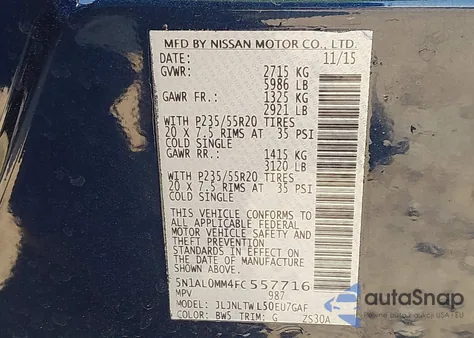 MFD BY NISSAN MOTOR CO., LTD.
DATE: 11/15
GVWR: 2715 KG
5986 LB
GAWR FR.: 1325 KG
2921 LB
WITH P235/55R20 TIRES
20 x 7.5 RIMS AT 35 PSI
COLD SINGLE
GAWR RR.: 1415 KG
3120 LB
WITH P235/55R20 TIRES
20 x 7.5 RIMS AT 35 PSI
COLD SINGLE
THIS VEHICLE CONFORMS TO
ALL APPLICABLE FEDERAL
MOTOR VEHICLE SAFETY AND
THEFT PREVENTION
STANDARDS IN EFFECT ON
THE DATE OF MANUFACTURE
SHOWN ABOVE.
5N1AL0MM4FC557716
MPV 987
MODEL: JLJNLTWL50EU7GAF
COLOR: BW5 TRIM: G ZS30A
autoSnap